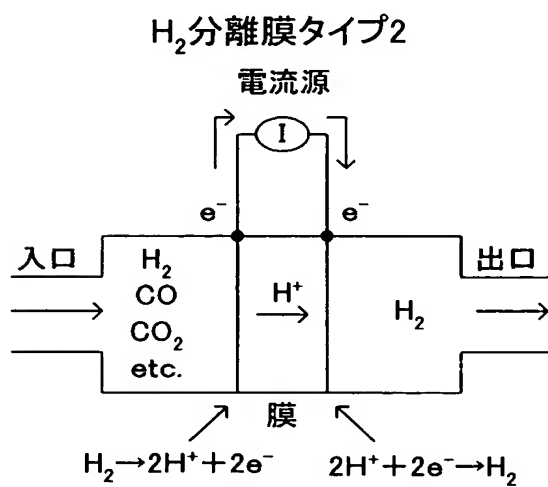 H₂分離膜タイプ2
電流源
I
e⁻ e⁻
入口
H₂
CO
CO₂
etc.
H⁺
H₂
出口
膜
H₂→2H⁺+2e⁻
2H⁺+2e⁻→H₂